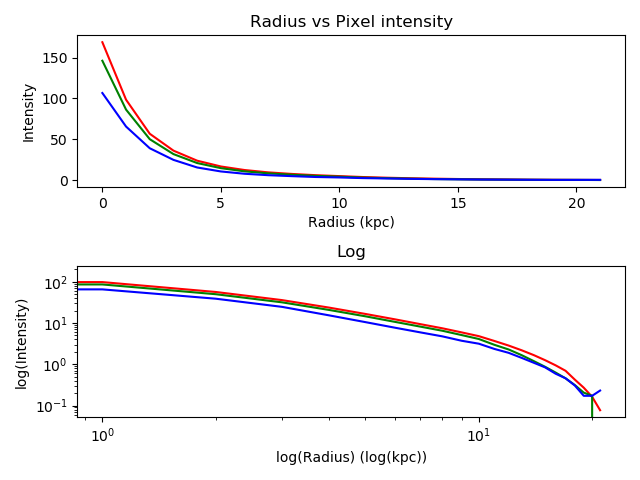 Radius vs Pixel intensity
150
100
50
0
Intensity
0 5 10 15 20
Radius (kpc)
Log
10²
10¹
10⁰
10⁻¹
log(Intensity)
10⁰ 10¹
log(Radius) (log(kpc))